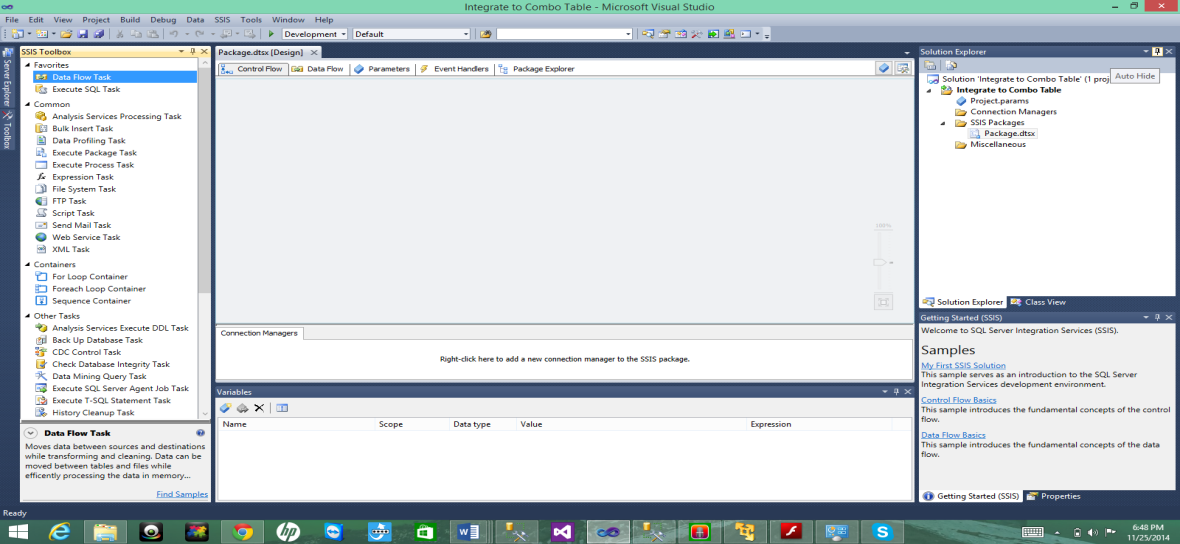 Integrate to Combo Table - Microsoft Visual Studio
File Edit View Project Build Debug Data SSIS Tools Window Help
Development Default
Server Explorer
Toolbox
SSIS Toolbox
Favorites
Data Flow Task
Execute SQL Task
Common
Analysis Services Processing Task
Bulk Insert Task
Data Profiling Task
Execute Package Task
Execute Process Task
Expression Task
File System Task
FTP Task
Script Task
Send Mail Task
Web Service Task
XML Task
Containers
For Loop Container
Foreach Loop Container
Sequence Container
Other Tasks
Analysis Services Execute DDL Task
Back Up Database Task
CDC Control Task
Check Database Integrity Task
Data Mining Query Task
Execute SQL Server Agent Job Task
Execute T-SQL Statement Task
History Cleanup Task
Data Flow Task
Moves data between sources and destinations
while transforming and cleaning. Data can be
moved between tables and files while
efficently processing the data in memory...
Find Samples
Package.dtsx [Design]
Control Flow Data Flow Parameters Event Handlers Package Explorer
100%
Connection Managers
Right-click here to add a new connection manager to the SSIS package.
Variables
Name Scope Data type Value Expression
Solution Explorer
Auto Hide
Solution 'Integrate to Combo Table' (1 proj
Integrate to Combo Table
Project.params
Connection Managers
SSIS Packages
Package.dtsx
Miscellaneous
Solution Explorer Class View
Getting Started (SSIS)
Welcome to SQL Server Integration Services (SSIS).
Samples
My First SSIS Solution
This sample serves as an introduction to the SQL Server
Integration Services development environment.
Control Flow Basics
This sample introduces the fundamental concepts of the control
flow.
Data Flow Basics
This sample introduces the fundamental concepts of the data
flow.
Getting Started (SSIS) Properties
Ready
6:48 PM
11/25/2014